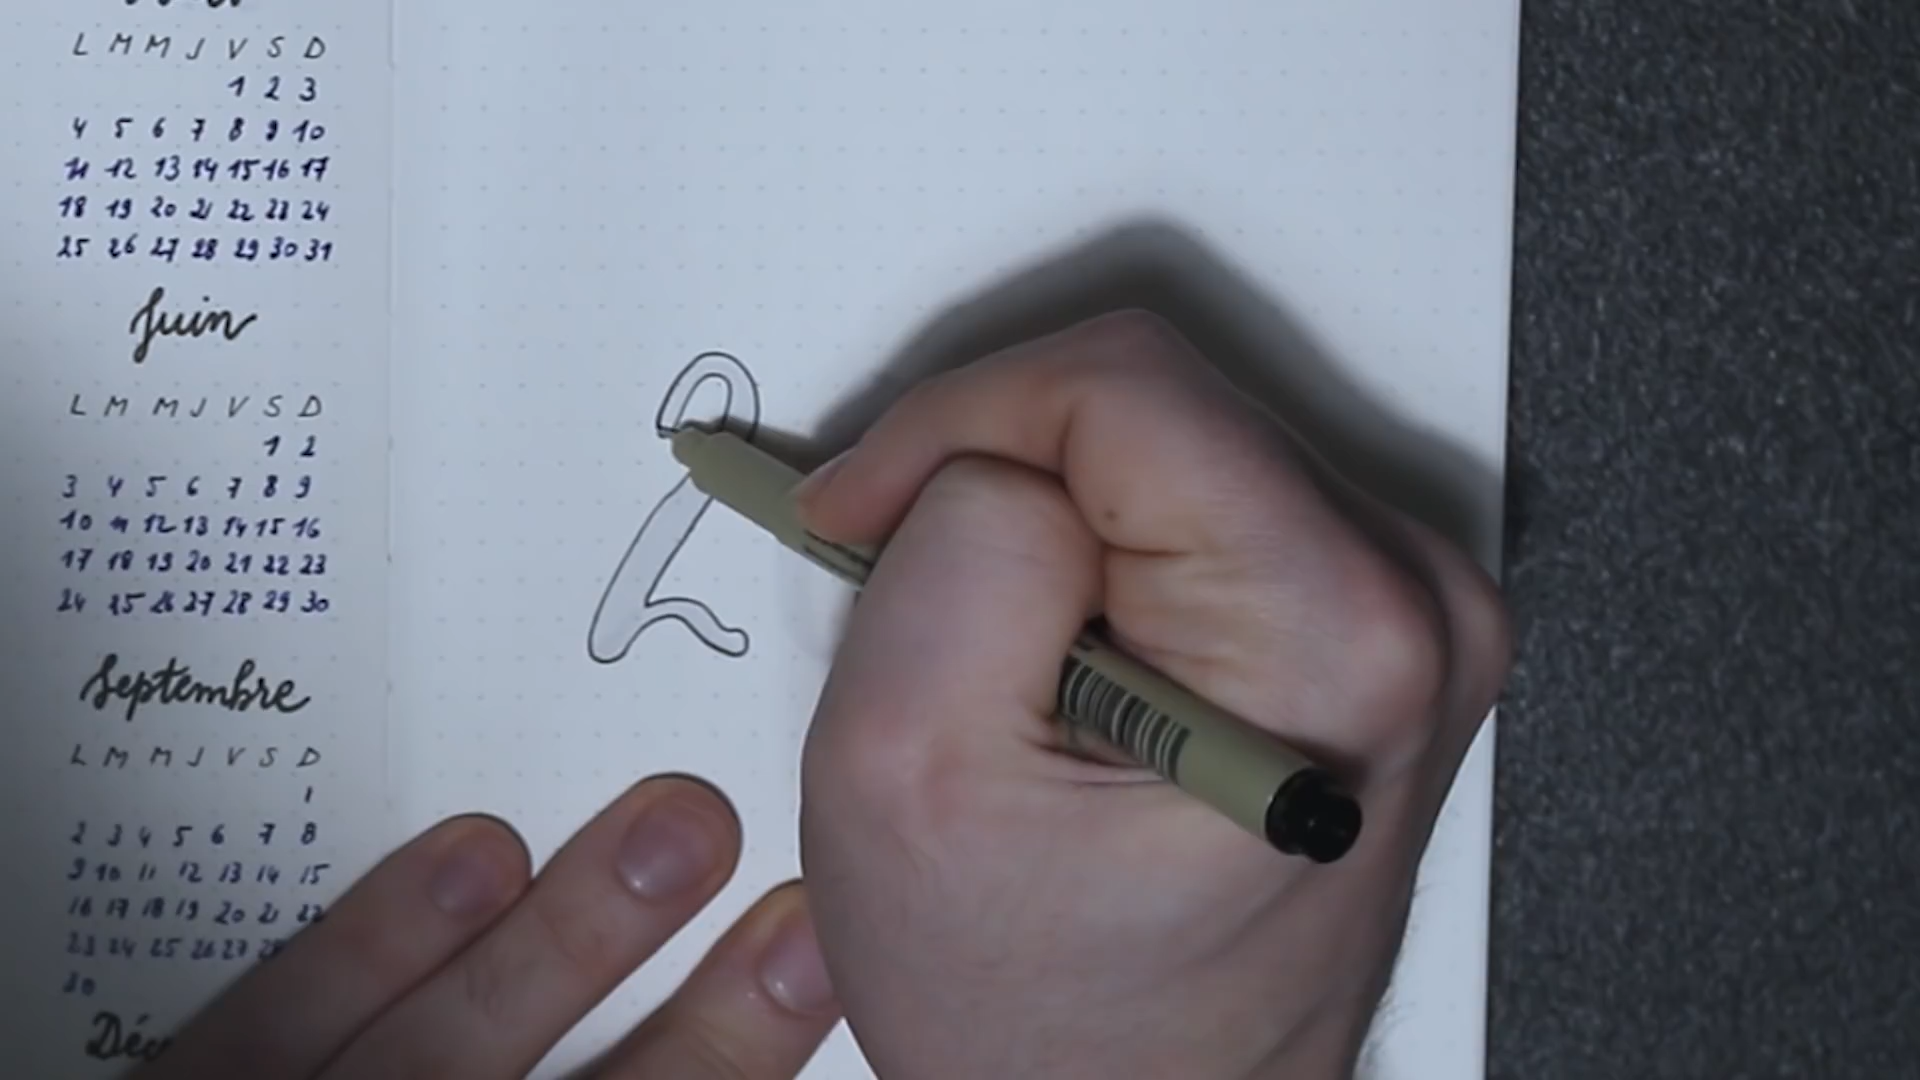 L M M J V S D
1 2 3
4 5 6 7 8 9 10
11 12 13 14 15 16 17
18 19 20 21 22 23 24
25 26 27 28 29 30 31
Juin
L M M J V S D
1 2
3 4 5 6 7 8 9
10 11 12 13 14 15 16
17 18 19 20 21 22 23
24 25 26 27 28 29 30
Septembre
L M M J V S D
1
2 3 4 5 6 7 8
9 10 11 12 13 14 15
16 17 18 19 20 21 22
23 24 25 26 27 28
30
Déc
2